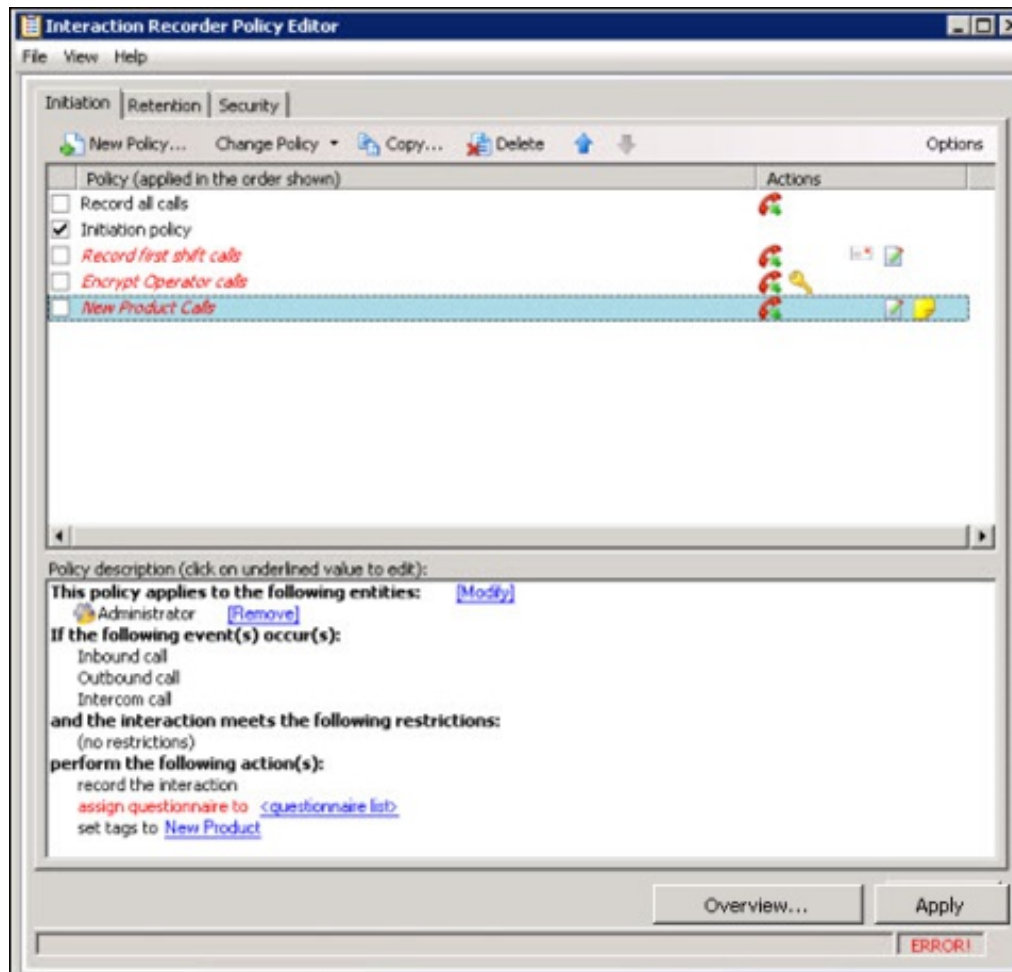 Interaction Recorder Policy Editor
File View Help
Initiation Retention Security
New Policy... Change Policy Copy... Delete Options
Policy (applied in the order shown) Actions
Record all calls
Initiation policy
Record first shift calls
Encrypt Operator calls
New Product Calls
Policy description (click on underlined value to edit):
This policy applies to the following entities: [Modify]
Administrator [Remove]
If the following event(s) occur(s):
Inbound call
Outbound call
Intercom call
and the interaction meets the following restrictions:
(no restrictions)
perform the following action(s):
record the interaction
assign questionnaire to <questionnaire list>
set tags to New Product
Overview... Apply
ERROR!